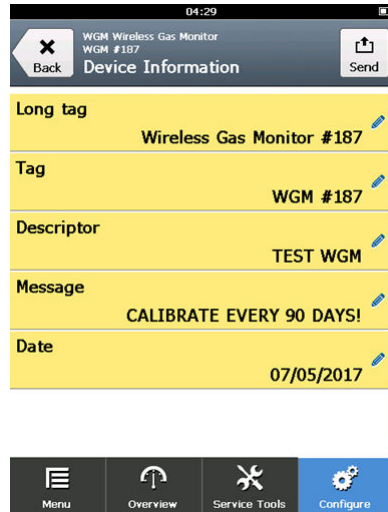 04:29
WGM Wireless Gas Monitor
WGM #187
Device Information
Back
Send
Long tag
Wireless Gas Monitor #187
Tag
WGM #187
Descriptor
TEST WGM
Message
CALIBRATE EVERY 90 DAYS!
Date
07/05/2017
Menu
Overview
Service Tools
Configure